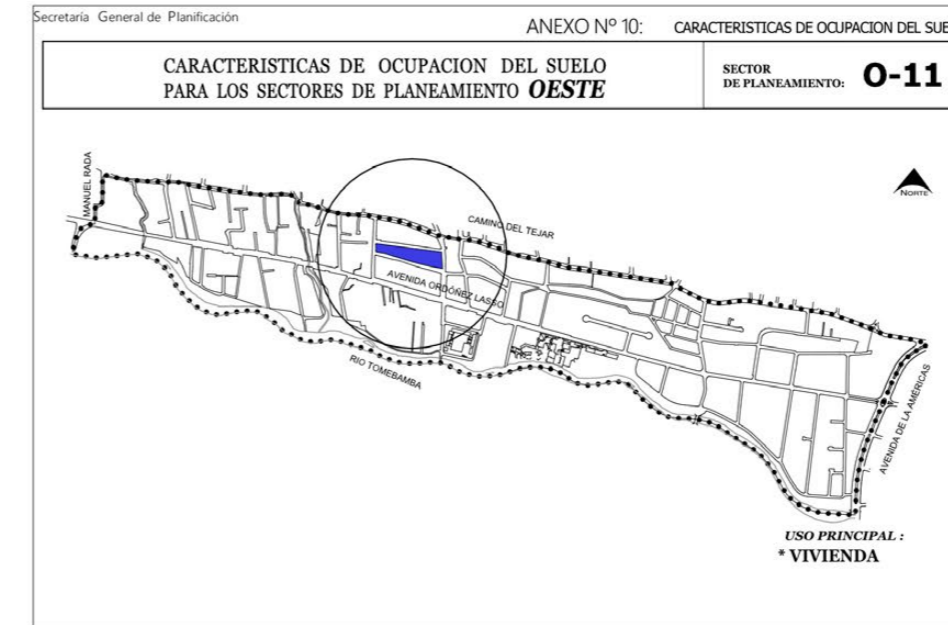 Secretaría General de Planificación
ANEXO Nº 10: CARACTERISTICAS DE OCUPACION DEL SUE
CARACTERISTICAS DE OCUPACION DEL SUELO
PARA LOS SECTORES DE PLANEAMIENTO OESTE
SECTOR
DE PLANEAMIENTO: O-11
MANUEL RADA
NORTE
CAMINO DEL TEJAR
AVENIDA ORDÓÑEZ LASSO
RIO TOMEBAMBA
AVENIDA DE LA AMÉRICAS
USO PRINCIPAL :
* VIVIENDA